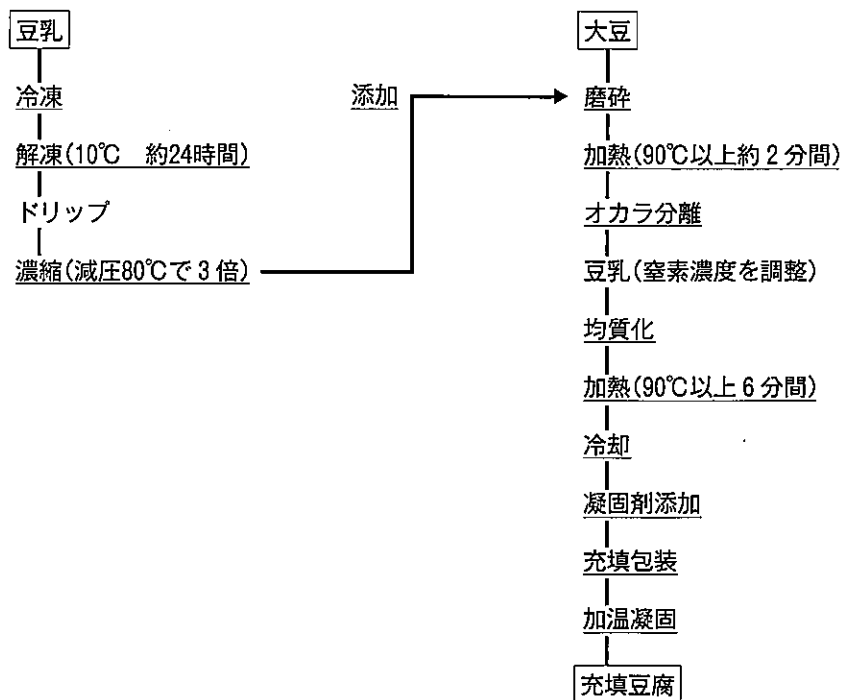 豆乳
冷凍
解凍(10℃ 約24時間)
ドリップ
濃縮(減圧80℃で3倍)
添加
大豆
磨砕
加熱(90℃以上約2分間)
オカラ分離
豆乳(窒素濃度を調整)
均質化
加熱(90℃以上6分間)
冷却
凝固剤添加
充填包装
加温凝固
充填豆腐